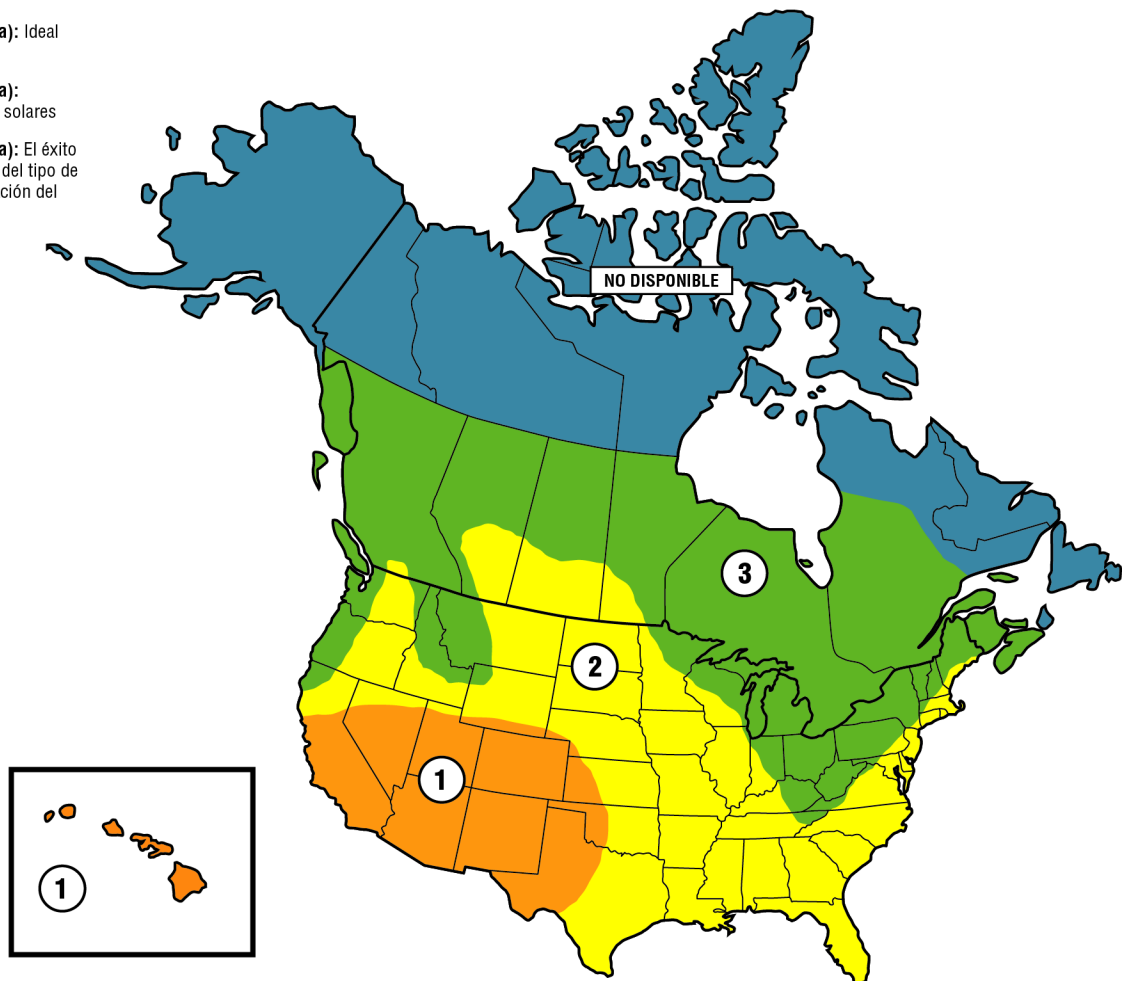 a): Ideal
a):
solares
a): El éxito
del tipo de
ción del
NO DISPONIBLE
3
2
1
1